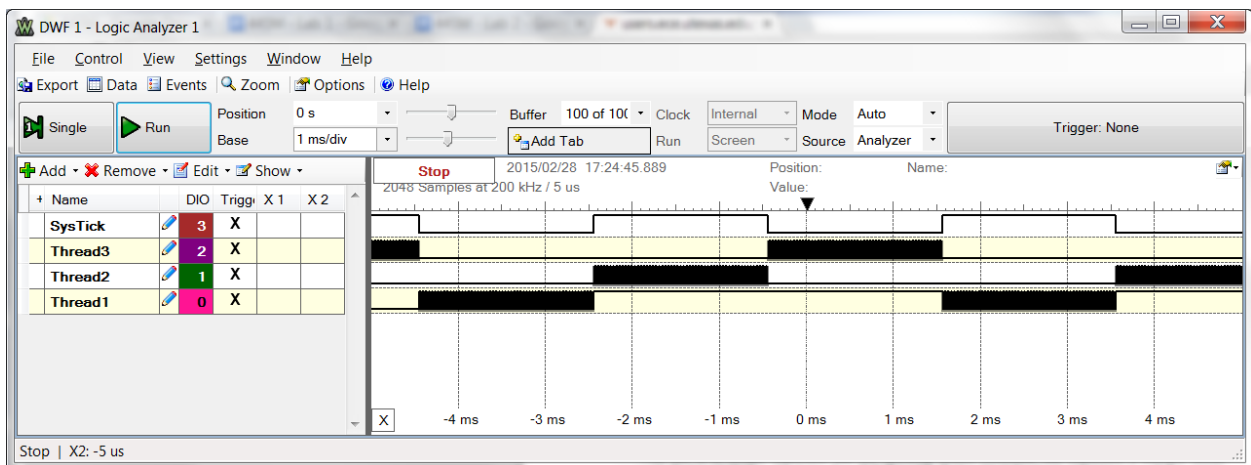 DWF 1 - Logic Analyzer 1
File Control View Settings Window Help
Export Data Events Zoom Options Help
Single Run Position 0 s Buffer 100 of 10( Clock Internal Mode Auto Trigger: None
Base 1 ms/div Add Tab Run Screen Source Analyzer
Add Remove Edit Show Stop 2015/02/28 17:24:45.889 Position: Name:
2048 Samples at 200 kHz / 5 us Value:
+ Name DIO Trigg X 1 X 2
SysTick 3 X
Thread3 2 X
Thread2 1 X
Thread1 0 X
X -4 ms -3 ms -2 ms -1 ms 0 ms 1 ms 2 ms 3 ms 4 ms
Stop | X2: -5 us